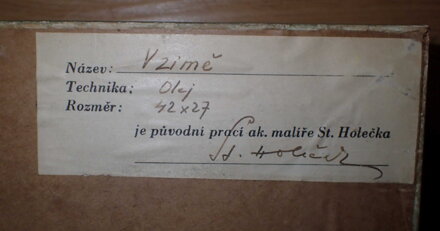 Název: V zimě
Technika: Olej
Rozměr: 42 x 27
je původní prací ak. malíře St. Holečka
St. Holeček